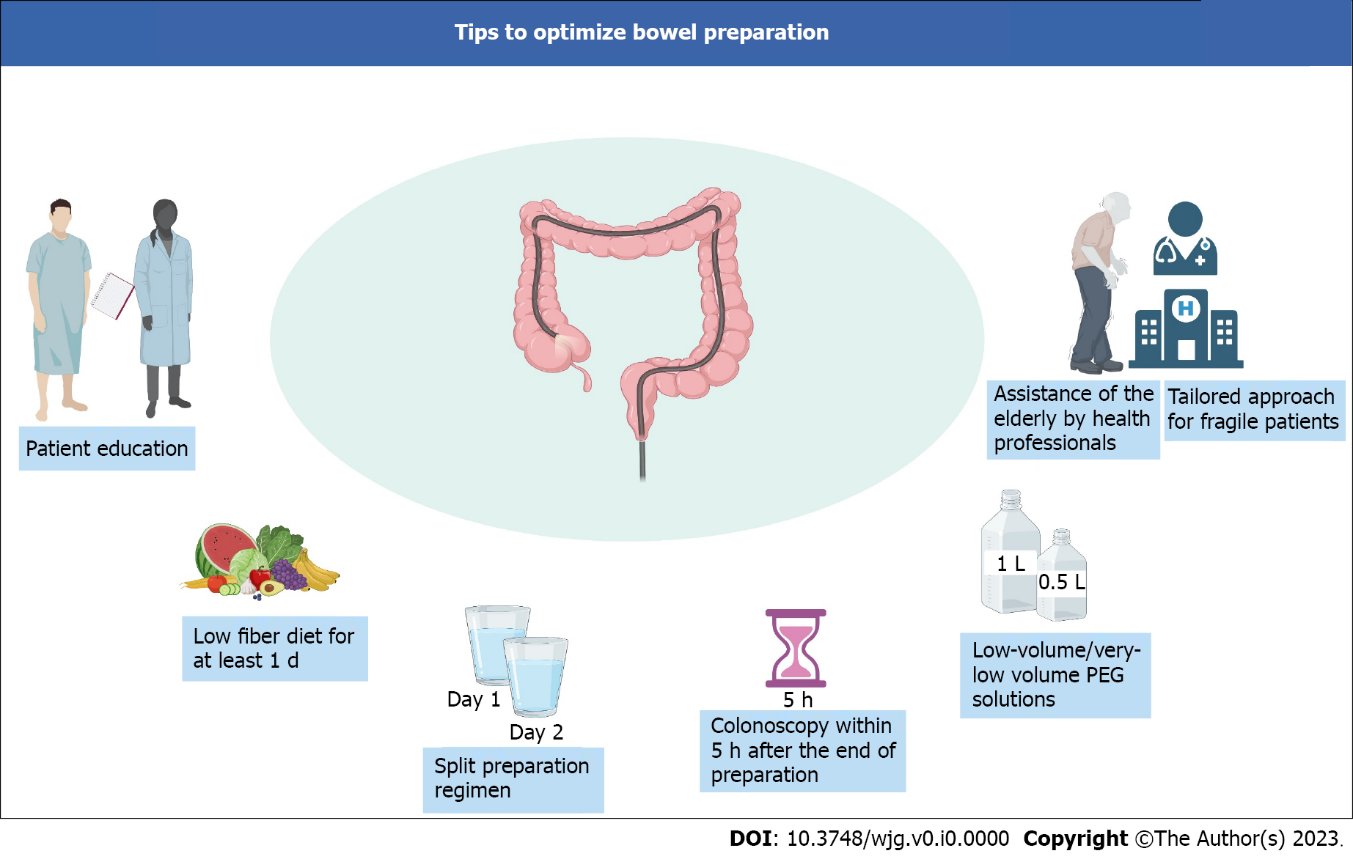 Tips to optimize bowel preparation
H
Assistance of the
elderly by health
professionals
Tailored approach
for fragile patients
Patient education
1 L
0.5 L
Low fiber diet for
at least 1 d
Day 1
Day 2
Split preparation
regimen
5 h
Colonoscopy within
5 h after the end of
preparation
Low-volume/very-
low volume PEG
solutions
DOI: 10.3748/wjg.v0.i0.0000 Copyright ©The Author(s) 2023.